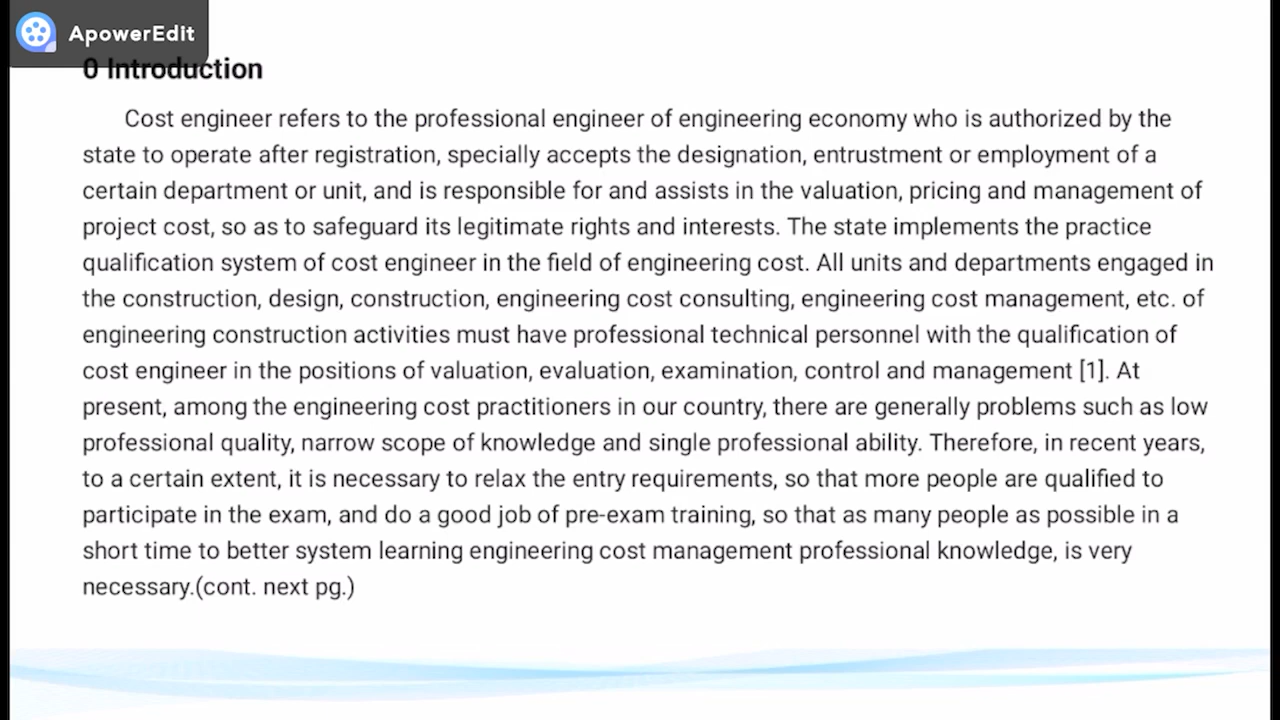 ApowerEdit
0 Introduction
Cost engineer refers to the professional engineer of engineering economy who is authorized by the
state to operate after registration, specially accepts the designation, entrustment or employment of a
certain department or unit, and is responsible for and assists in the valuation, pricing and management of
project cost, so as to safeguard its legitimate rights and interests. The state implements the practice
qualification system of cost engineer in the field of engineering cost. All units and departments engaged in
the construction, design, construction, engineering cost consulting, engineering cost management, etc. of
engineering construction activities must have professional technical personnel with the qualification of
cost engineer in the positions of valuation, evaluation, examination, control and management [1]. At
present, among the engineering cost practitioners in our country, there are generally problems such as low
professional quality, narrow scope of knowledge and single professional ability. Therefore, in recent years,
to a certain extent, it is necessary to relax the entry requirements, so that more people are qualified to
participate in the exam, and do a good job of pre-exam training, so that as many people as possible in a
short time to better system learning engineering cost management professional knowledge, is very
necessary.(cont. next pg.)